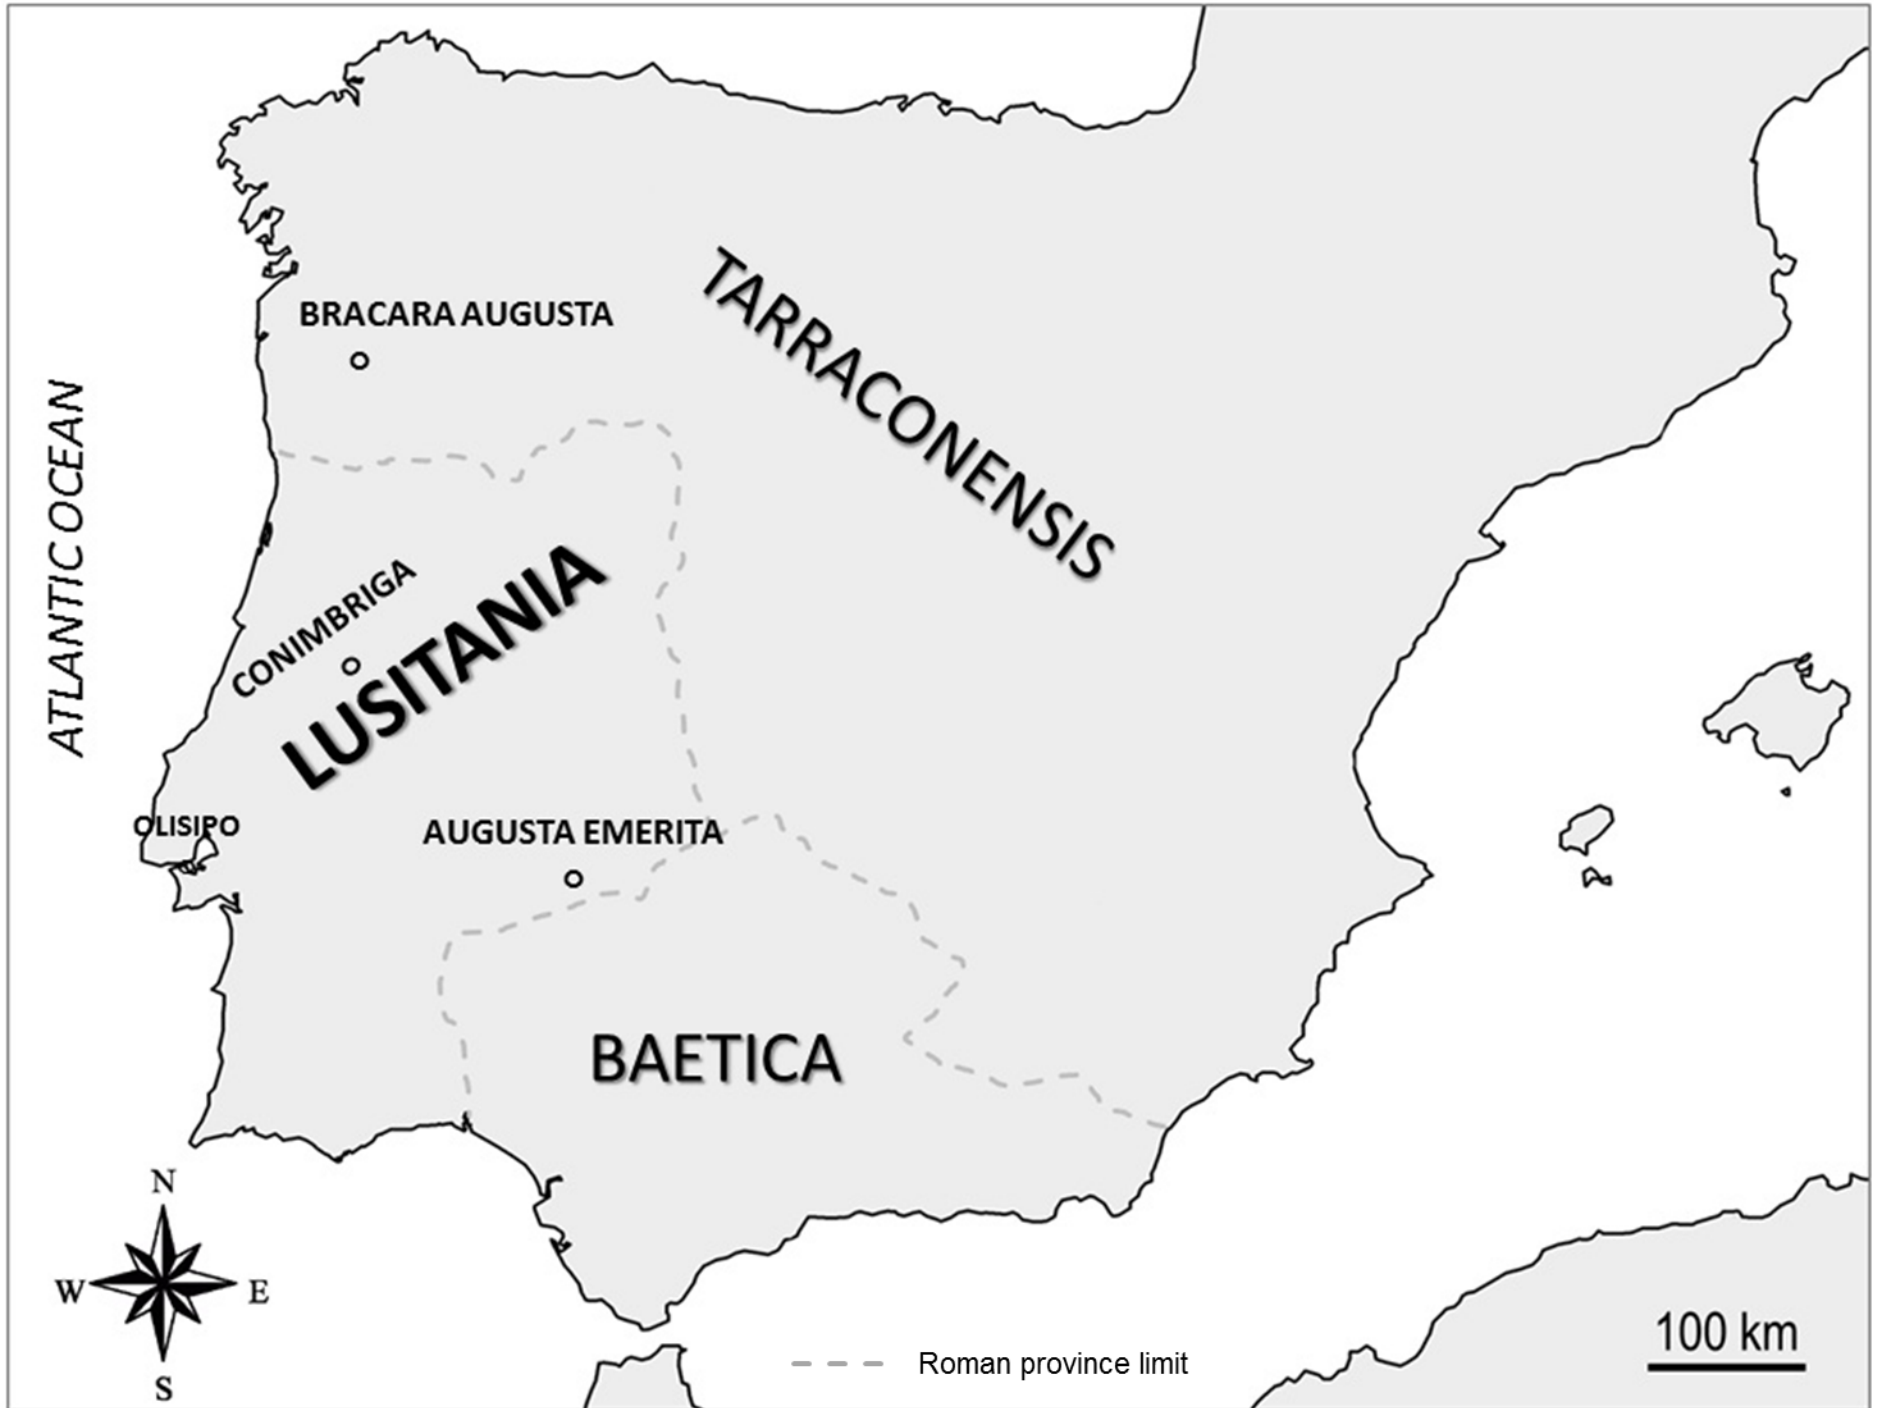 TARRACONENSIS
BRACARA AUGUSTA
ATLANTIC OCEAN
CONIMBRIGA
LUSITANIA
OLISIPO
AUGUSTA EMERITA
BAETICA
N
W
E
S
100 km
Roman province limit